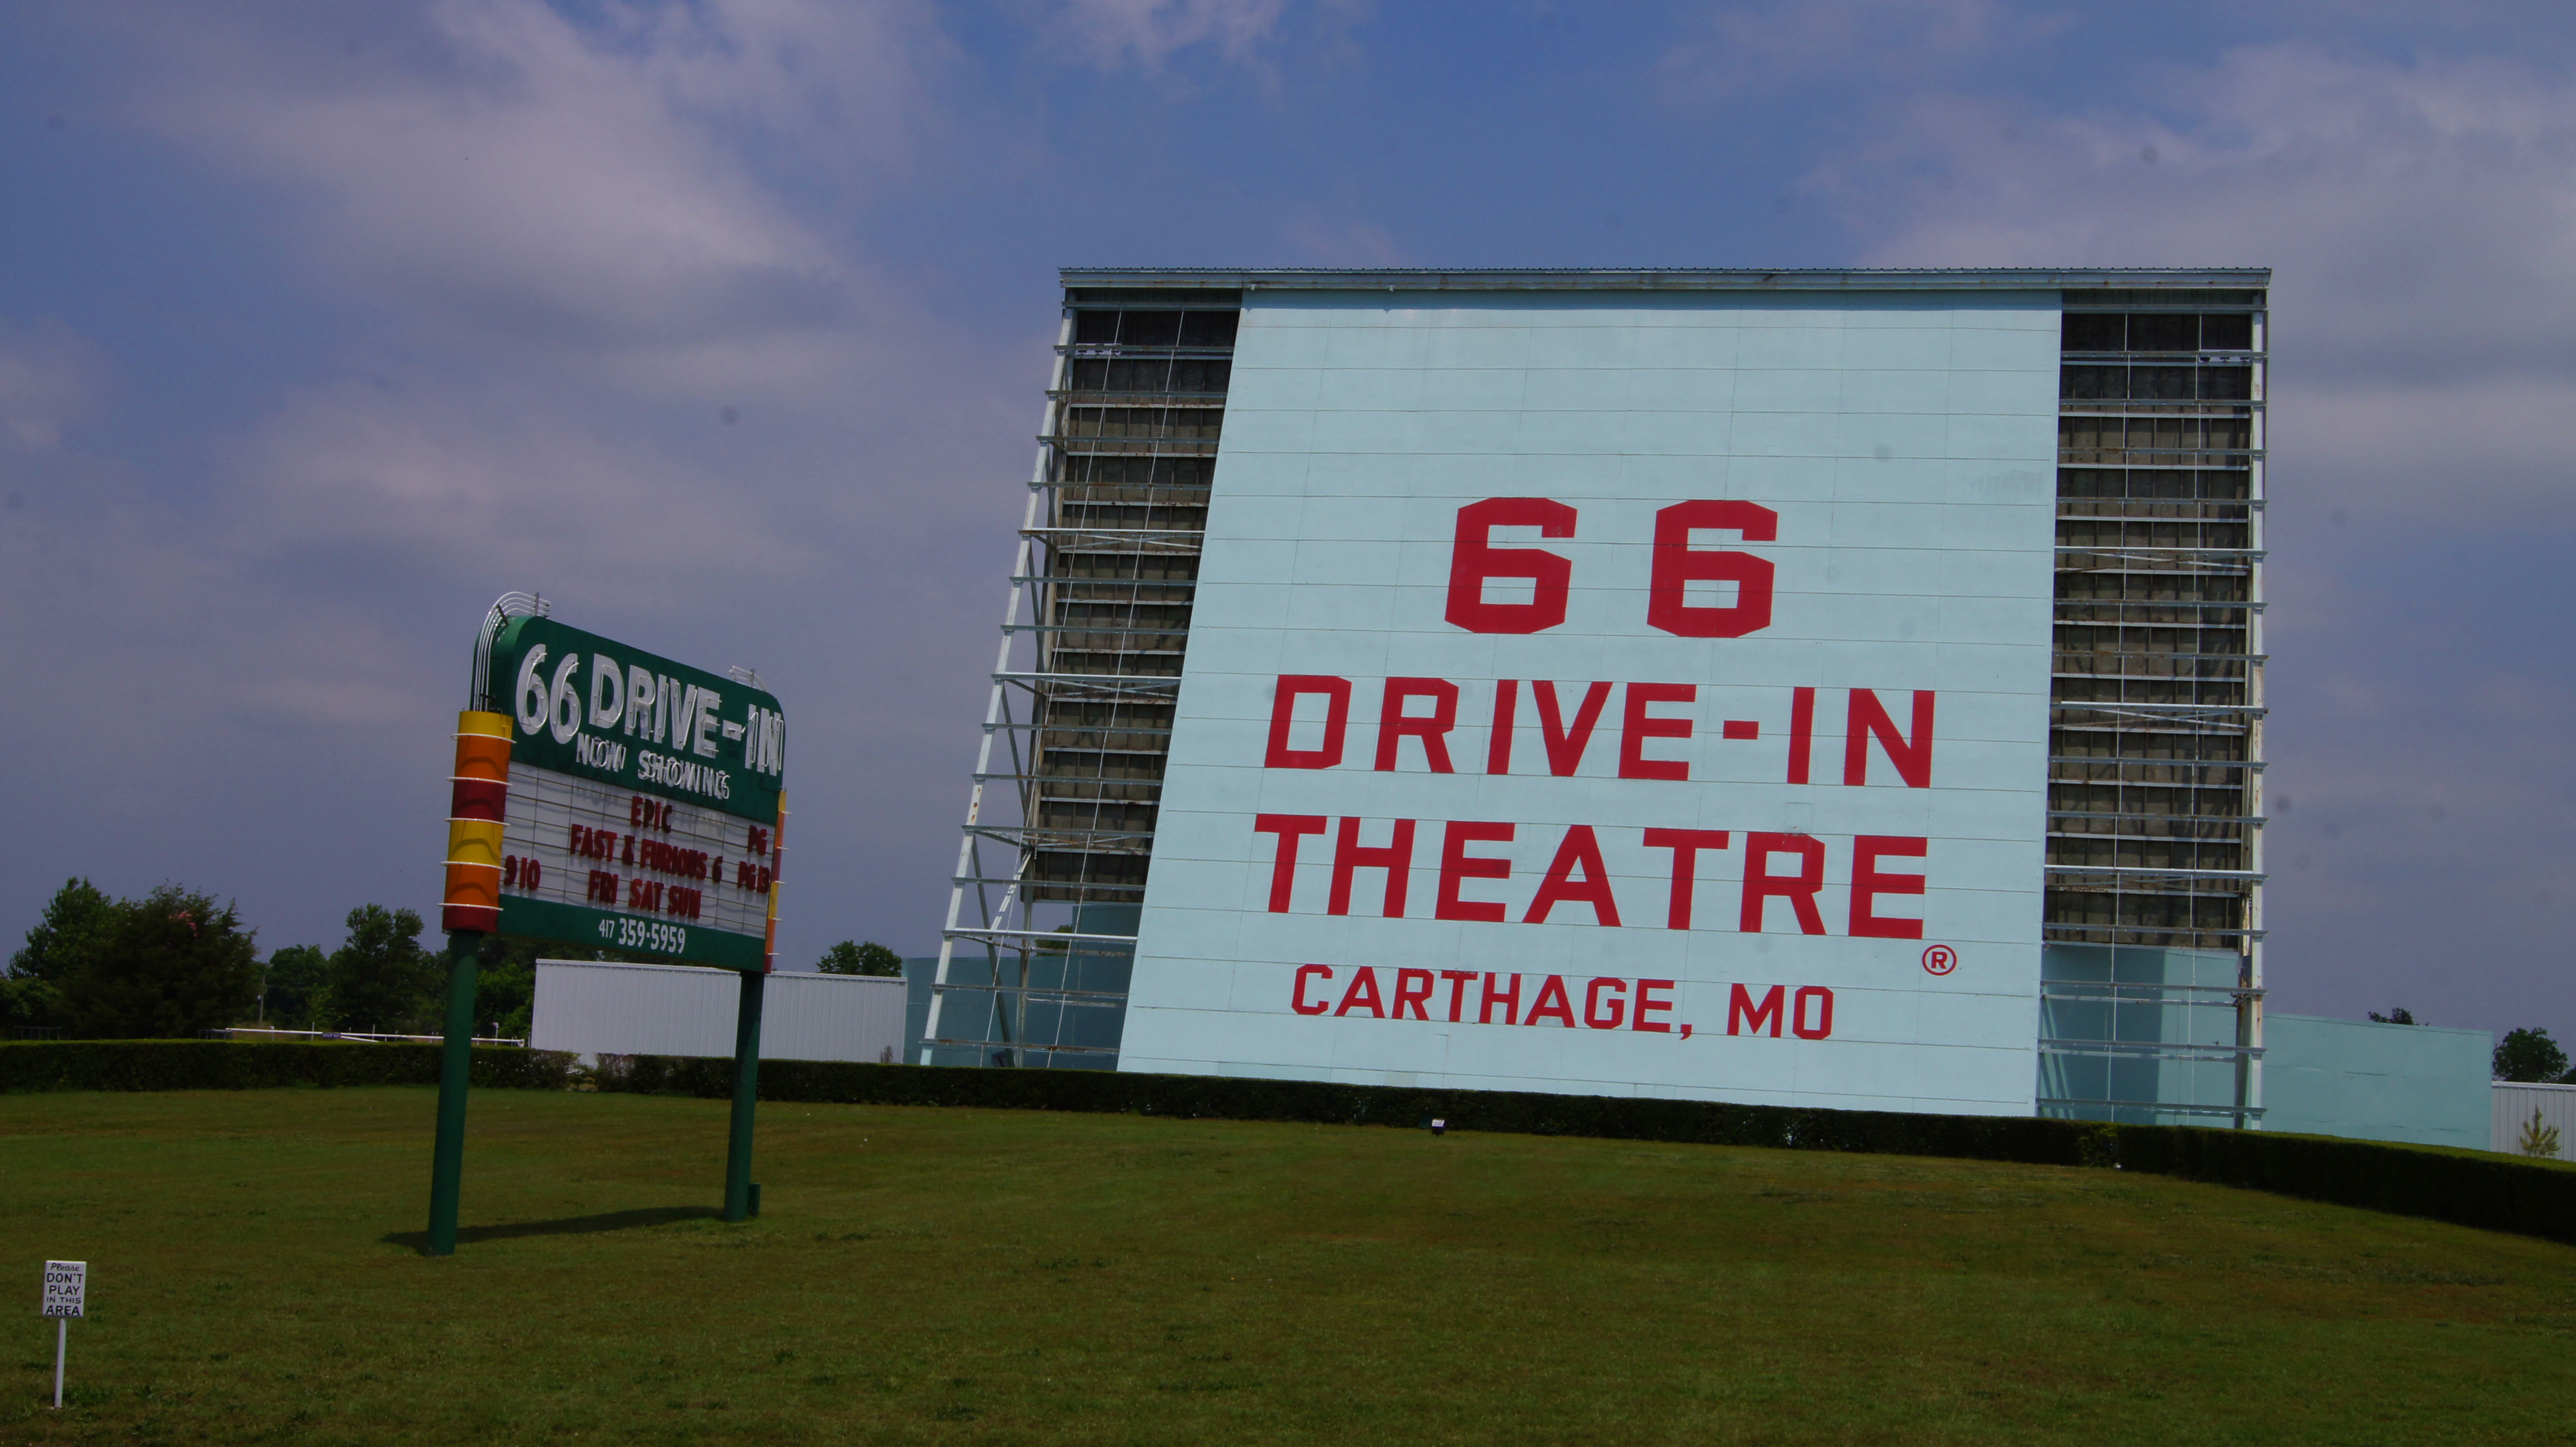 66 DRIVE-IN
NOW SHOWING
EPIC PG
FAST & FURIOUS 6 PG13
910 FRI SAT SUN
417 359-5959
66
DRIVE-IN
THEATRE
®
CARTHAGE, MO
Please
DON'T
PLAY
IN THIS
AREA